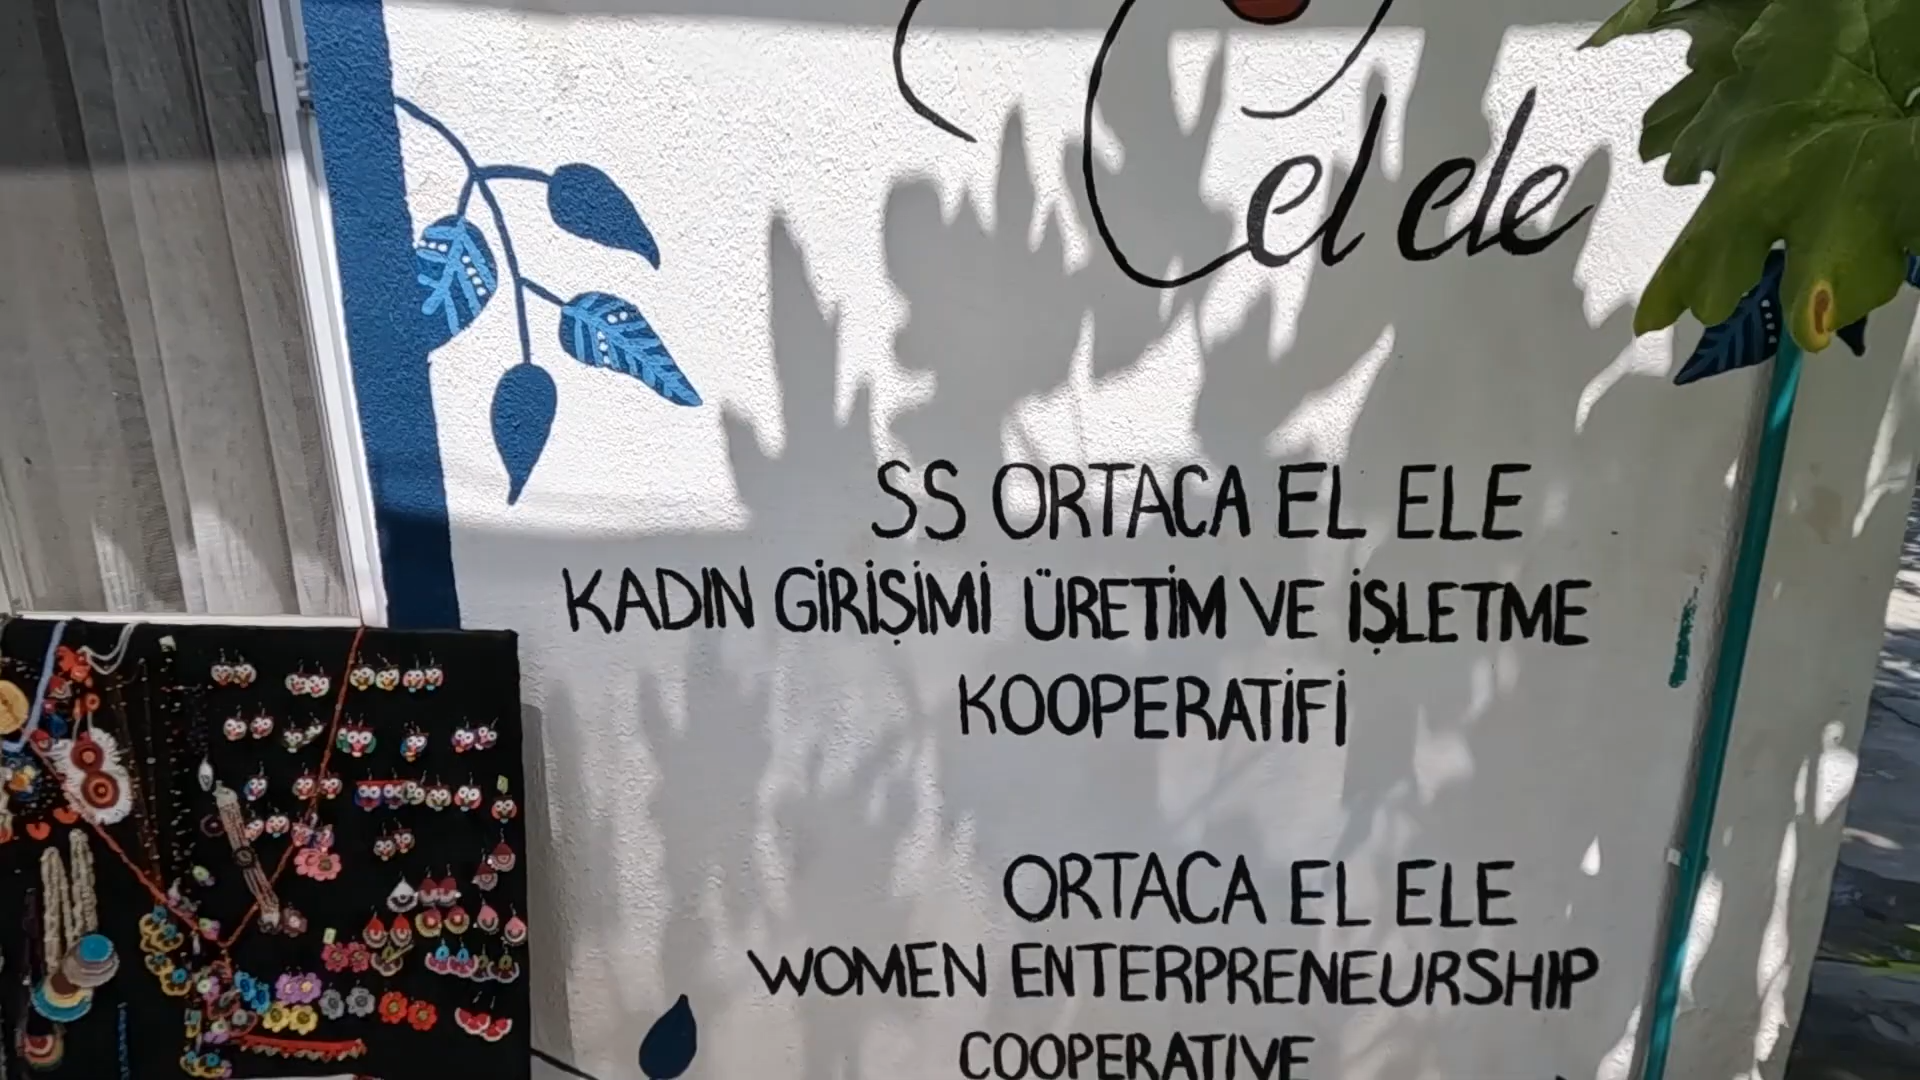 el ele
SS ORTACA EL ELE
KADIN GİRİŞİMİ ÜRETİM VE İŞLETME
KOOPERATİFİ
ORTACA EL ELE
WOMEN ENTERPRENEURSHIP
COOPERATIVE